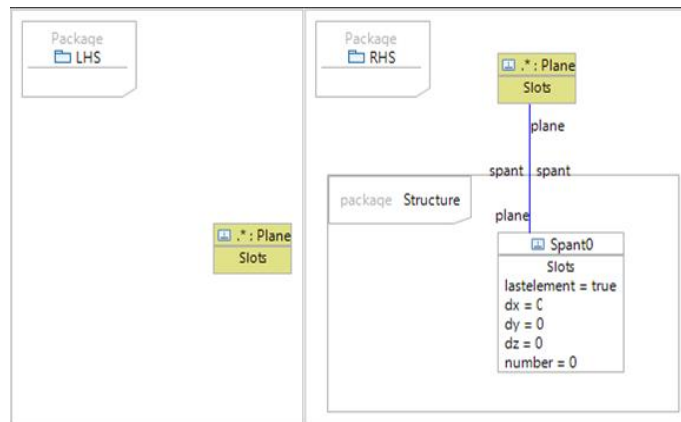 Package
LHS
.* : Plane
Slots
Package
RHS
.* : Plane
Slots
plane
spant spant
package Structure
plane
Spant0
Slots
lastelement = true
dx = 0
dy = 0
dz = 0
number = 0